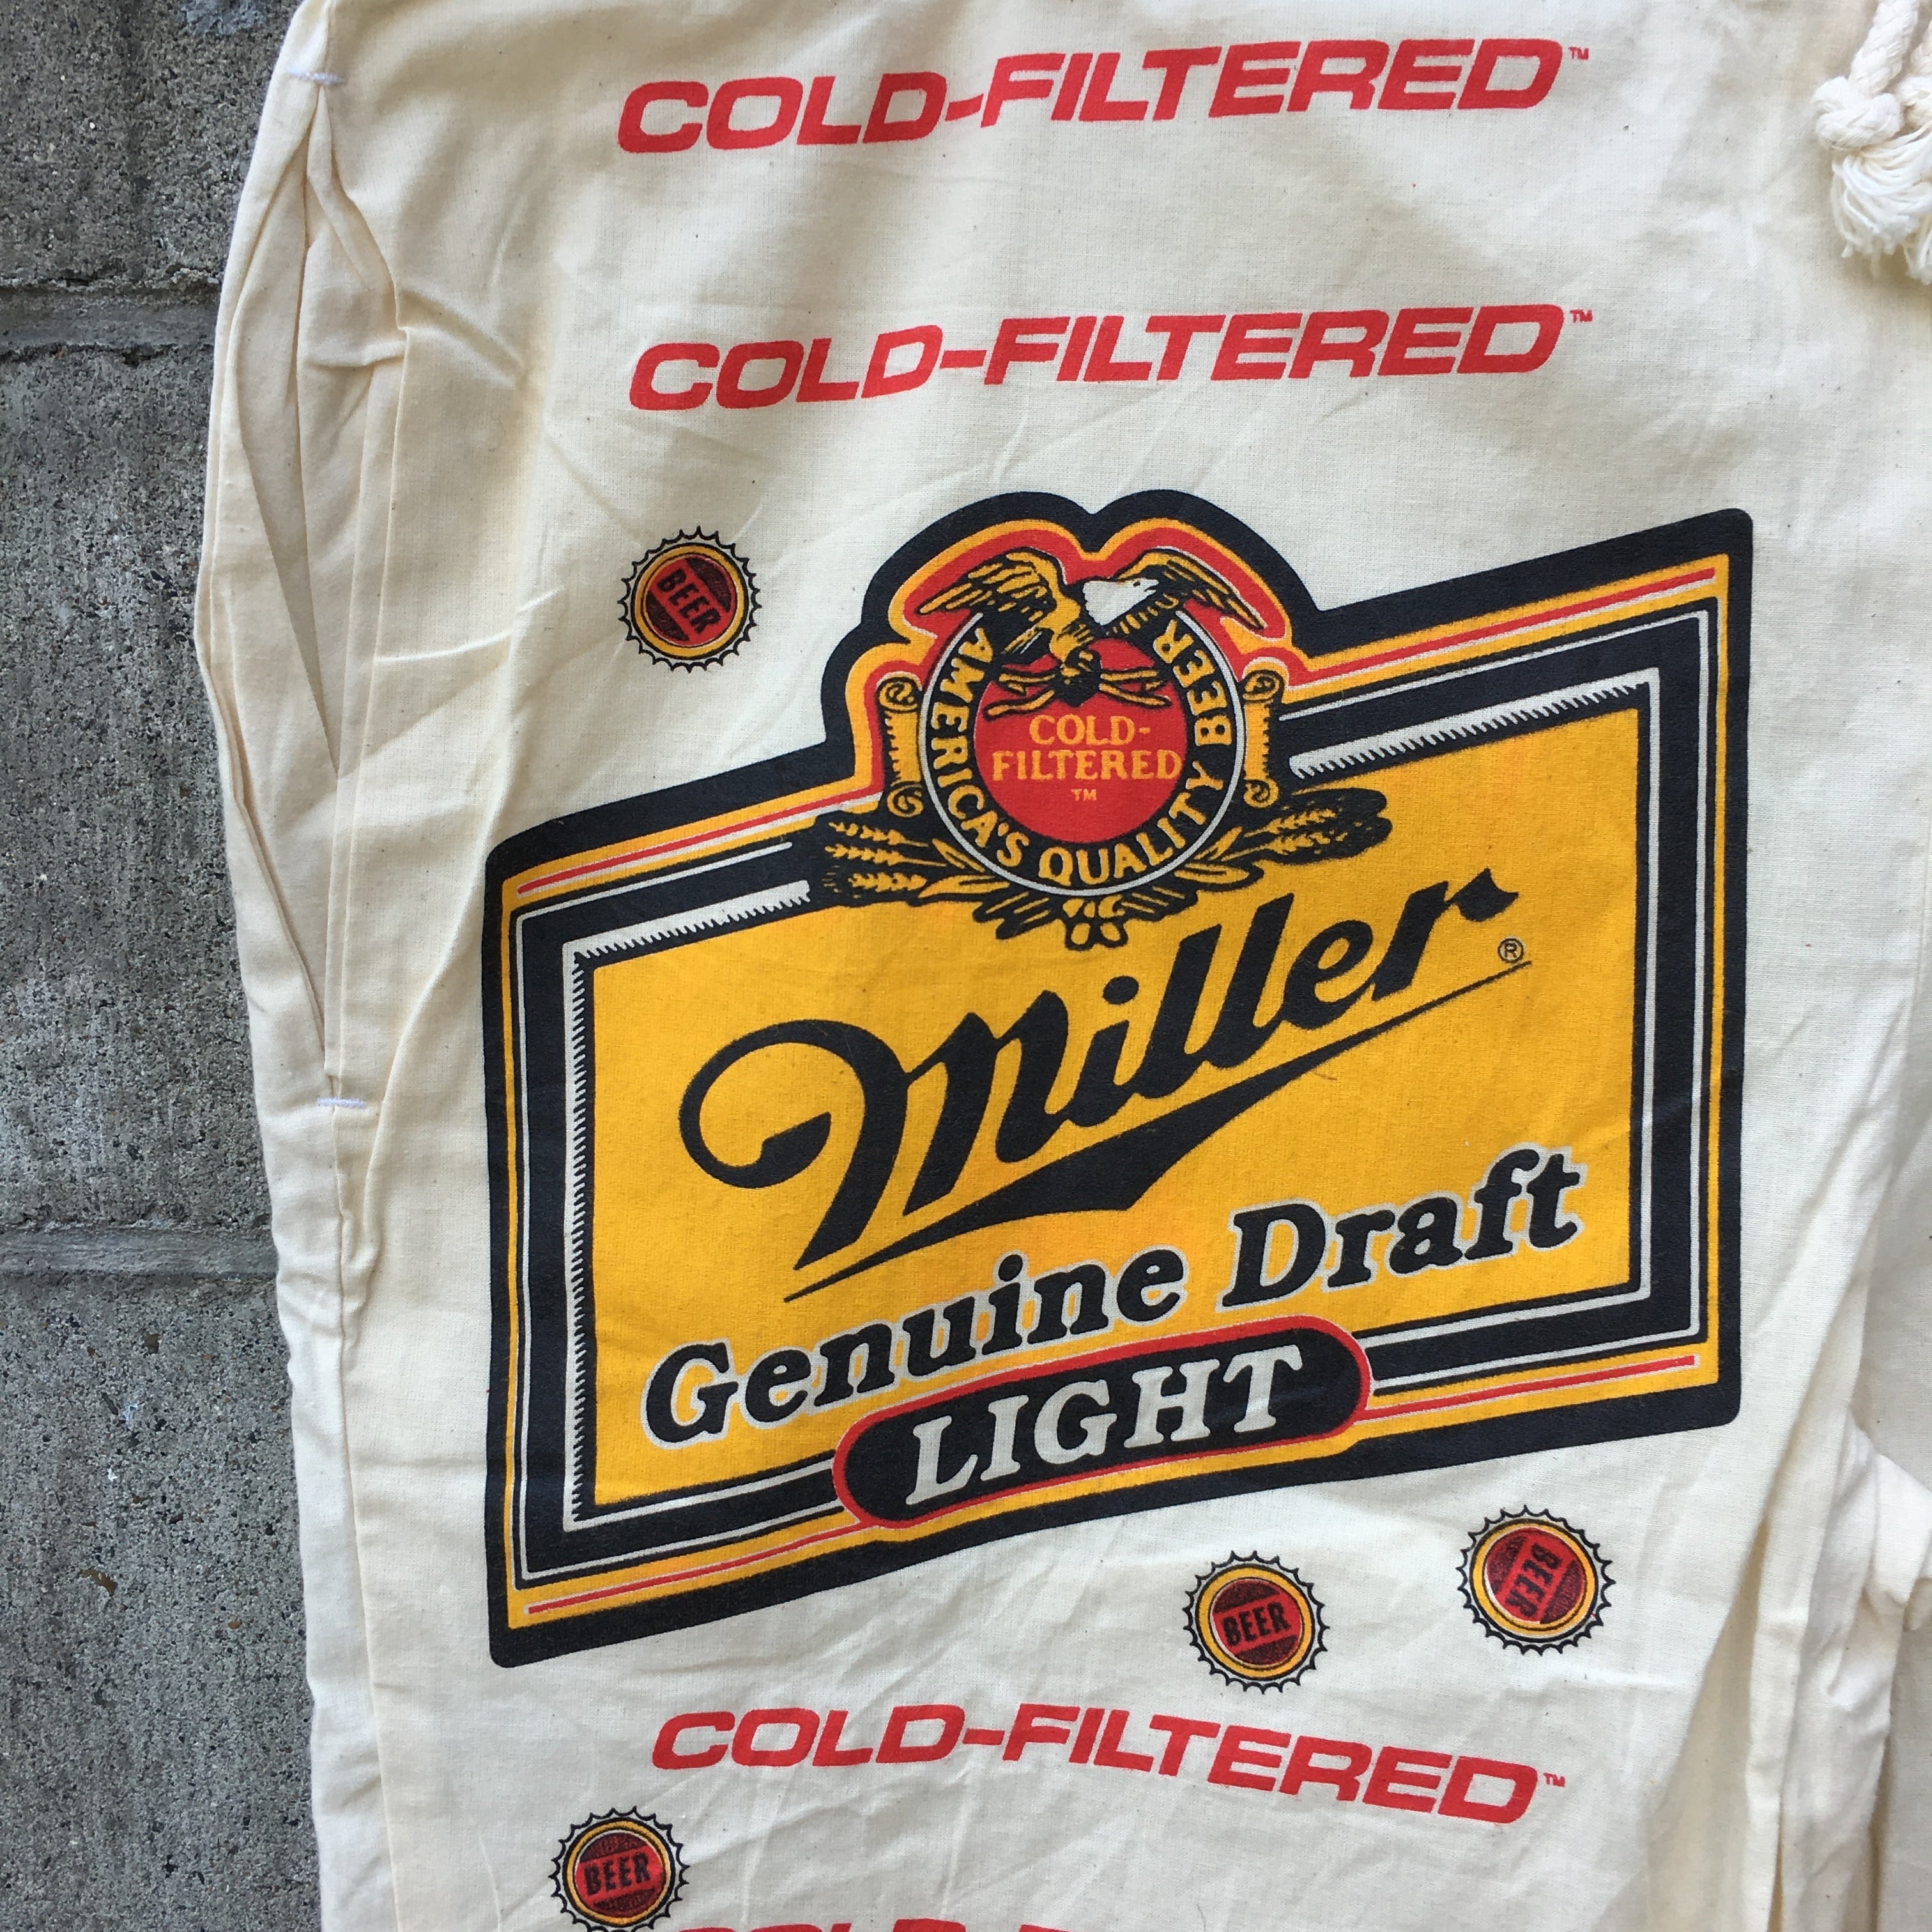 COLD-FILTERED™
COLD-FILTERED™
BEER
AMERICA'S QUALITY BEER
COLD-
FILTERED
™
Miller®
Genuine Draft
LIGHT
BEER
BEER
COLD-FILTERED™
BEER